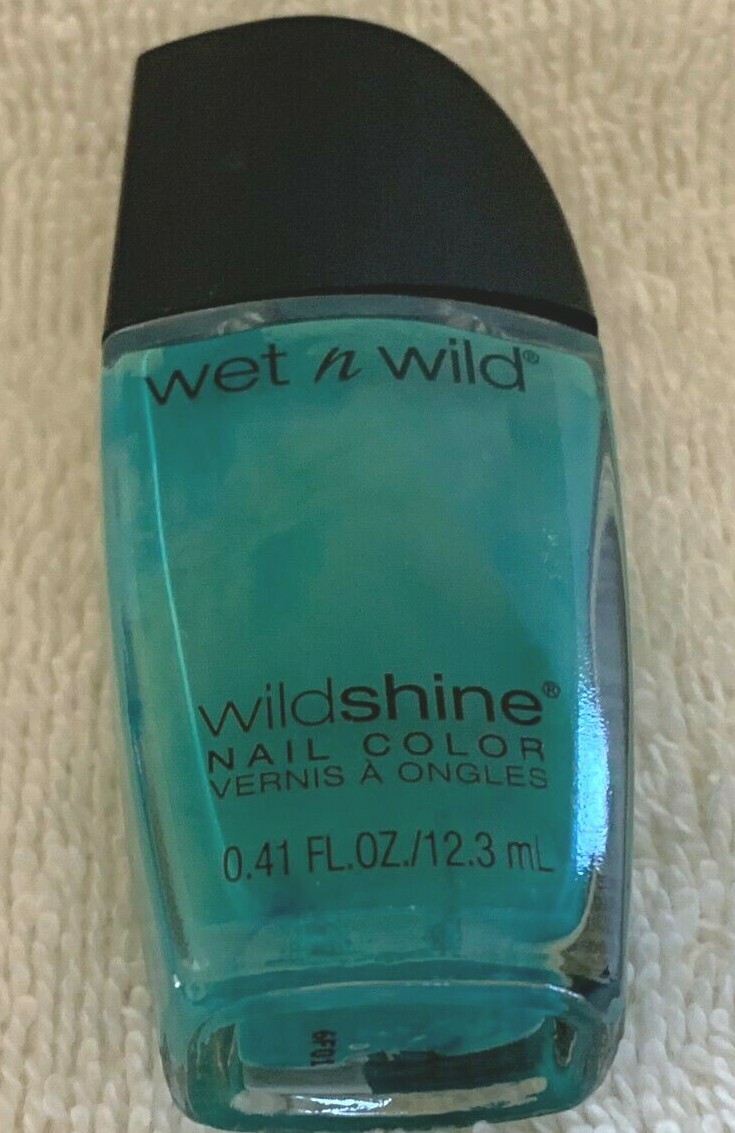 wet n wild®
wildshine®
NAIL COLOR
VERNIS À ONGLES
0.41 FL.OZ./12.3 mL